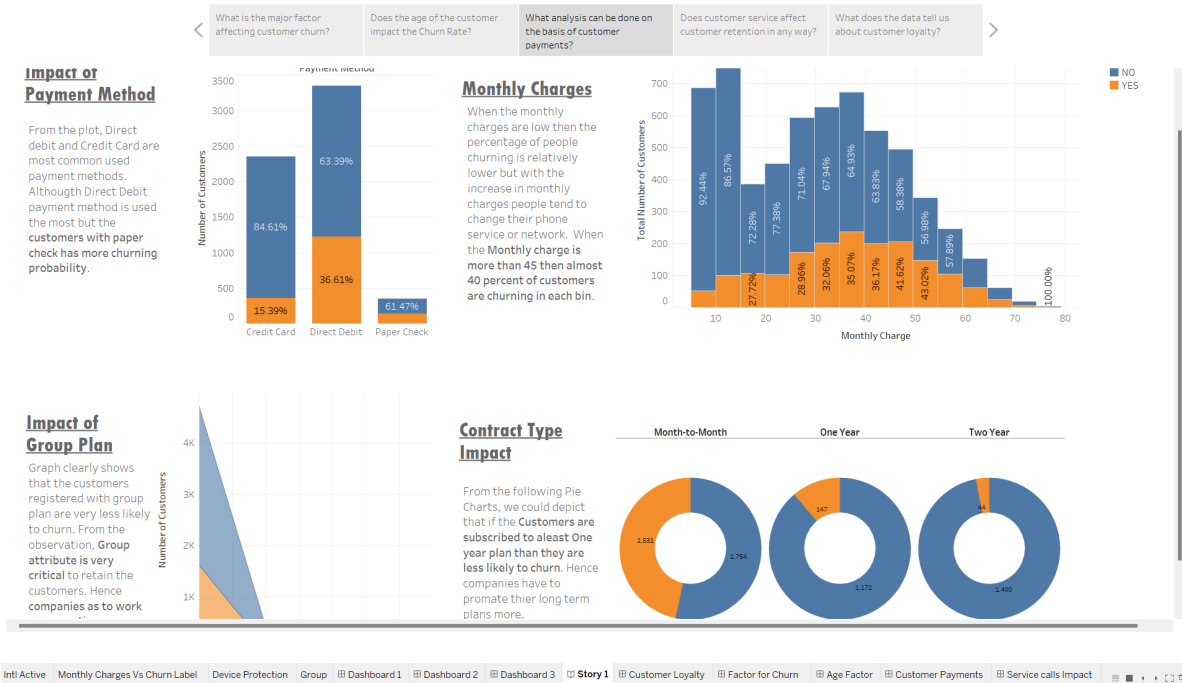 What is the major factor
affecting customer churn?
Does the age of the customer
impact the Churn Rate?
What analysis can be done on
the basis of customer
payments?
Does customer service affect
customer retention in any way?
What does the data tell us
about customer loyalty?
Impact of
Payment Method
From the plot, Direct
debit and Credit Card are
most common used
payment methods.
Althougth Direct Debit
payment method is used
the most but the
customers with paper
check has more churning
probability.
Payment Method
Number of Customers
3500
3000
2500
2000
1500
1000
500
0
84.61%
15.39%
63.39%
36.61%
61.47%
Credit Card
Direct Debit
Paper Check
Monthly Charges
When the monthly
charges are low then the
percentage of people
churning is relatively
lower but with the
increase in monthly
charges people tend to
change their phone
service or network. When
the Monthly charge is
more than 45 then almost
40 percent of customers
are churning in each bin.
Total Number of Customers
700
600
500
400
300
200
100
0
92.44%
86.57%
72.28%
27.72%
77.38%
71.04%
28.96%
67.94%
32.06%
64.93%
35.07%
63.83%
36.17%
58.38%
41.62%
56.98%
43.02%
57.89%
100.00%
10
20
30
40
50
60
70
80
Monthly Charge
NO
YES
Impact of
Group Plan
Graph clearly shows
that the customers
registered with group
plan are very less likely
to churn. From the
observation, Group
attribute is very
critical to retain the
customers. Hence
companies as to work
Number of Customers
4K
3K
2K
1K
Contract Type
Impact
From the following Pie
Charts, we could depict
that if the Customers are
subscribed to aleast One
year plan than they are
less likely to churn. Hence
companies have to
promate thier long term
plans more.
Month-to-Month
One Year
Two Year
1,531
1,754
147
1,172
44
1,400
Intl Active
Monthly Charges Vs Churn Label
Device Protection
Group
Dashboard 1
Dashboard 2
Dashboard 3
Story 1
Customer Loyalty
Factor for Churn
Age Factor
Customer Payments
Service calls Impact